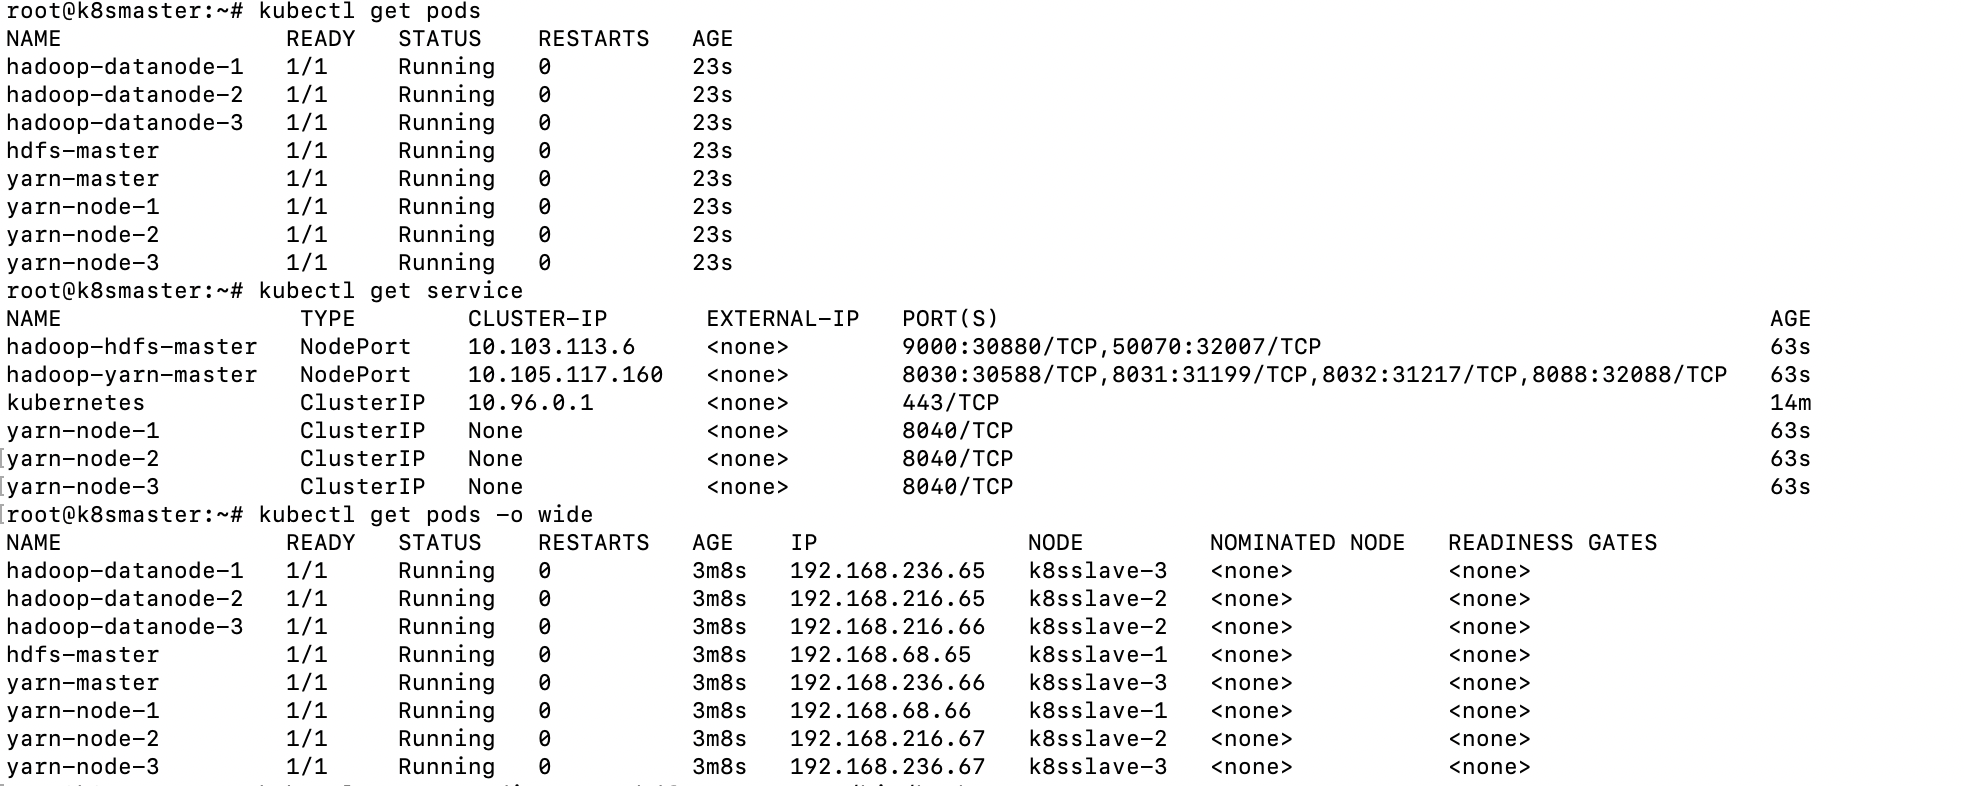 root@k8smaster:~# kubectl get pods
NAME                READY   STATUS    RESTARTS   AGE
hadoop-datanode-1   1/1     Running   0          23s
hadoop-datanode-2   1/1     Running   0          23s
hadoop-datanode-3   1/1     Running   0          23s
hdfs-master         1/1     Running   0          23s
yarn-master         1/1     Running   0          23s
yarn-node-1         1/1     Running   0          23s
yarn-node-2         1/1     Running   0          23s
yarn-node-3         1/1     Running   0          23s
root@k8smaster:~# kubectl get service
NAME                 TYPE        CLUSTER-IP       EXTERNAL-IP   PORT(S)                                                       AGE
hadoop-hdfs-master   NodePort    10.103.113.6     <none>        9000:30880/TCP,50070:32007/TCP                                63s
hadoop-yarn-master   NodePort    10.105.117.160   <none>        8030:30588/TCP,8031:31199/TCP,8032:31217/TCP,8088:32088/TCP   63s
kubernetes           ClusterIP   10.96.0.1        <none>        443/TCP                                                       14m
yarn-node-1          ClusterIP   None             <none>        8040/TCP                                                      63s
yarn-node-2          ClusterIP   None             <none>        8040/TCP                                                      63s
yarn-node-3          ClusterIP   None             <none>        8040/TCP                                                      63s
root@k8smaster:~# kubectl get pods -o wide
NAME                READY   STATUS    RESTARTS   AGE    IP               NODE         NOMINATED NODE   READINESS GATES
hadoop-datanode-1   1/1     Running   0          3m8s   192.168.236.65   k8sslave-3   <none>           <none>
hadoop-datanode-2   1/1     Running   0          3m8s   192.168.216.65   k8sslave-2   <none>           <none>
hadoop-datanode-3   1/1     Running   0          3m8s   192.168.216.66   k8sslave-2   <none>           <none>
hdfs-master         1/1     Running   0          3m8s   192.168.68.65    k8sslave-1   <none>           <none>
yarn-master         1/1     Running   0          3m8s   192.168.236.66   k8sslave-3   <none>           <none>
yarn-node-1         1/1     Running   0          3m8s   192.168.68.66    k8sslave-1   <none>           <none>
yarn-node-2         1/1     Running   0          3m8s   192.168.216.67   k8sslave-2   <none>           <none>
yarn-node-3         1/1     Running   0          3m8s   192.168.236.67   k8sslave-3   <none>           <none>